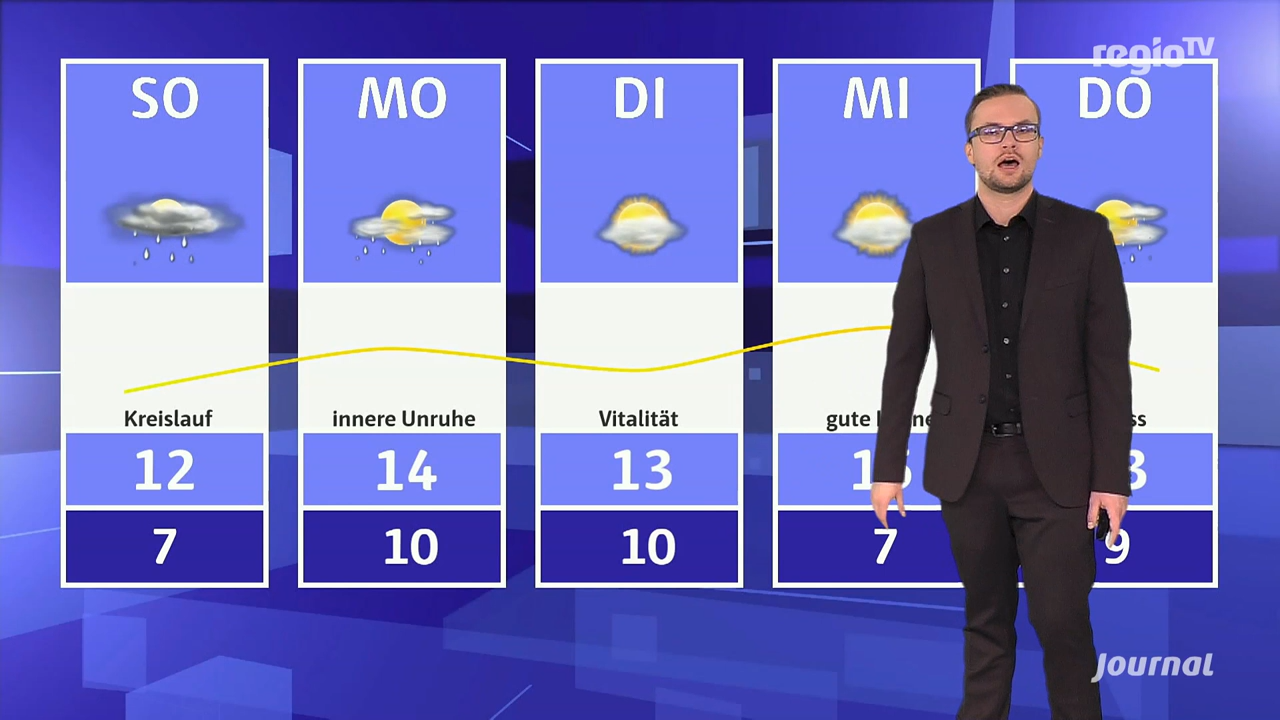 regioTV
SO
MO
DI
MI
DO
Kreislauf
innere Unruhe
Vitalität
gute
12
14
13
7
10
10
7
9
Journal